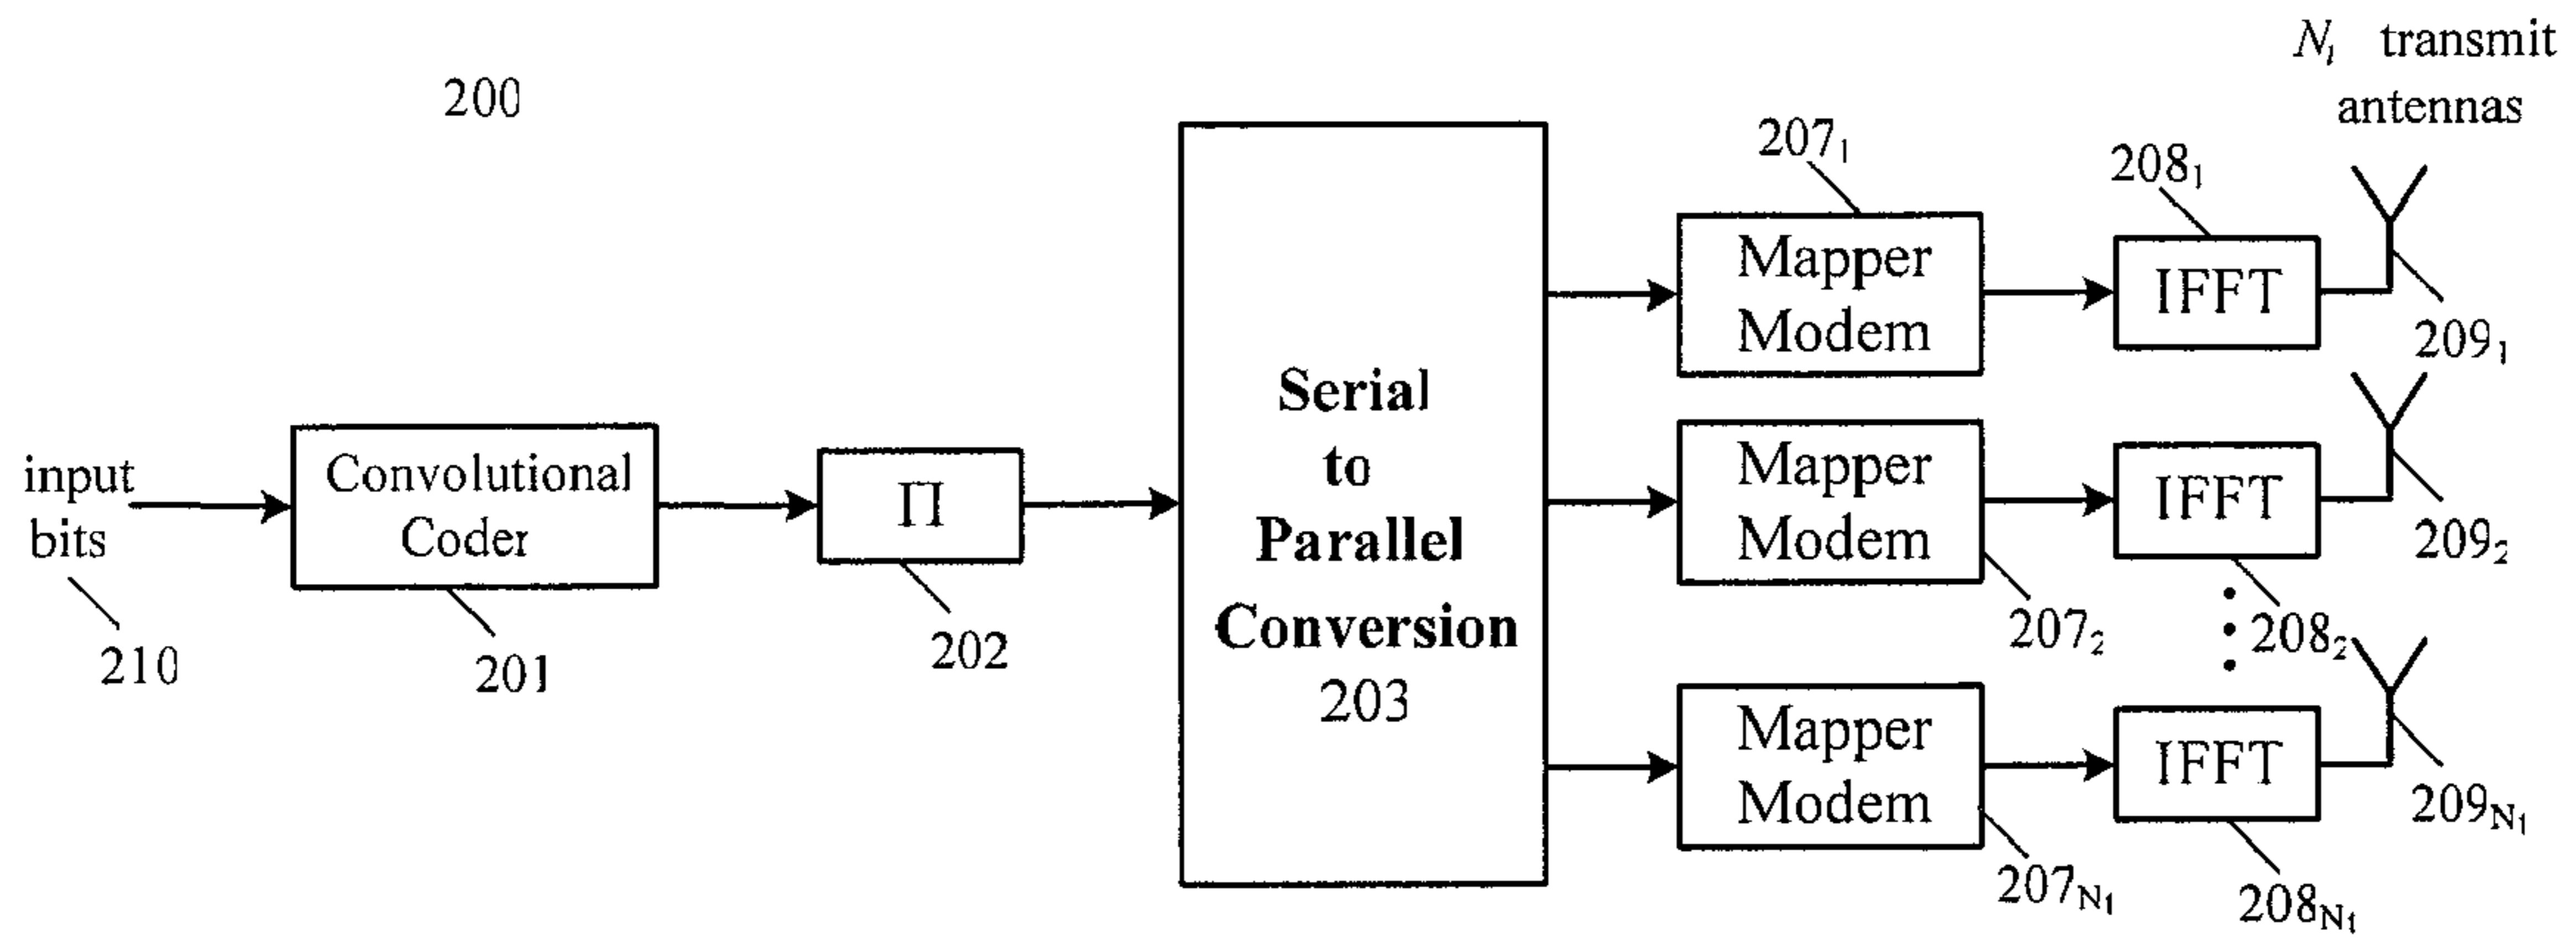 N_t transmit
antennas
200
207_1
208_1
Mapper
Modem
IFFT
209_1
input
bits
210
Convolutional
Coder
201
Π
202
Serial
to
Parallel
Conversion
203
Mapper
Modem
207_2
IFFT
208_2
209_2
Mapper
Modem
207_N1
IFFT
208_N1
209_N1